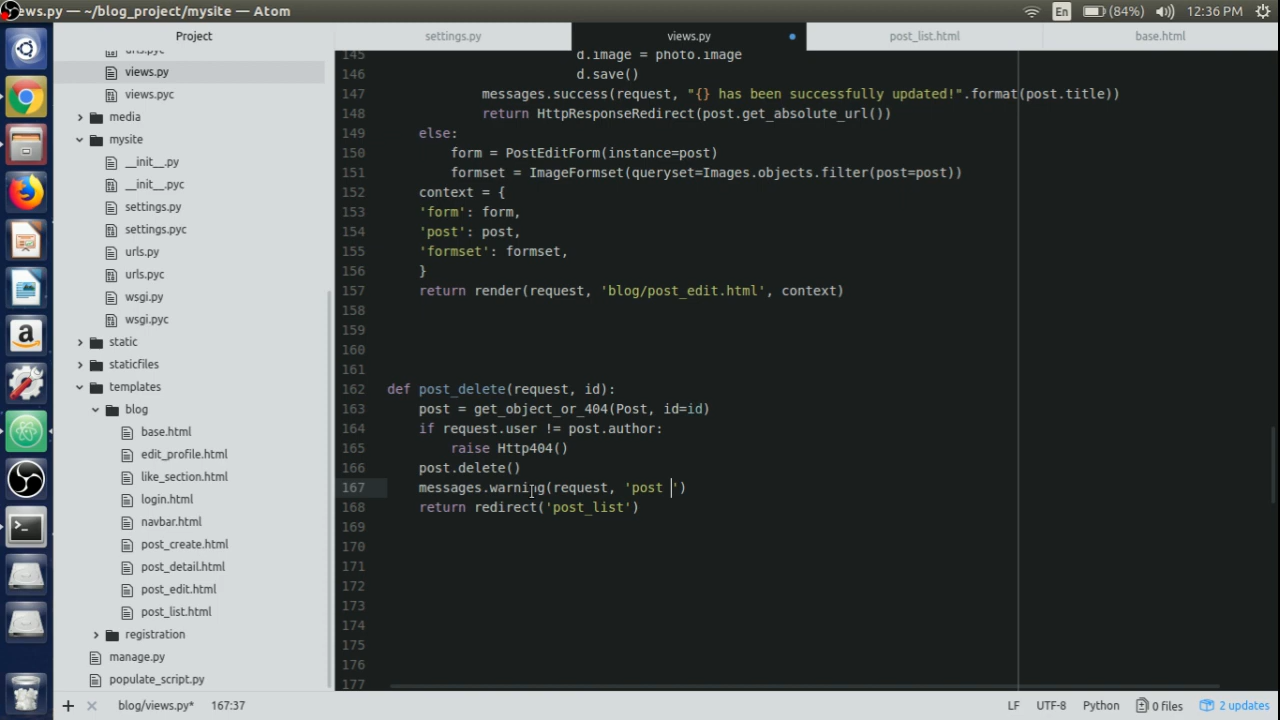 ews.py — ~/blog_project/mysite — Atom
En (84%) 12:36 PM
Project
settings.py
views.py
post_list.html
base.html
urls.pyc
views.py
views.pyc
media
mysite
__init__.py
__init__.pyc
settings.py
settings.pyc
urls.py
urls.pyc
wsgi.py
wsgi.pyc
static
staticfiles
templates
blog
base.html
edit_profile.html
like_section.html
login.html
navbar.html
post_create.html
post_detail.html
post_edit.html
post_list.html
registration
manage.py
populate_script.py
145 d.image = photo.image
146 d.save()
147 messages.success(request, "{} has been successfully updated!".format(post.title))
148 return HttpResponseRedirect(post.get_absolute_url())
149 else:
150 form = PostEditForm(instance=post)
151 formset = ImageFormset(queryset=Images.objects.filter(post=post))
152 context = {
153 'form': form,
154 'post': post,
155 'formset': formset,
156 }
157 return render(request, 'blog/post_edit.html', context)
158
159
160
161
162 def post_delete(request, id):
163 post = get_object_or_404(Post, id=id)
164 if request.user != post.author:
165 raise Http404()
166 post.delete()
167 messages.warning(request, 'post ')
168 return redirect('post_list')
169
170
171
172
173
174
175
176
177
blog/views.py* 167:37
LF UTF-8 Python 0 files 2 updates